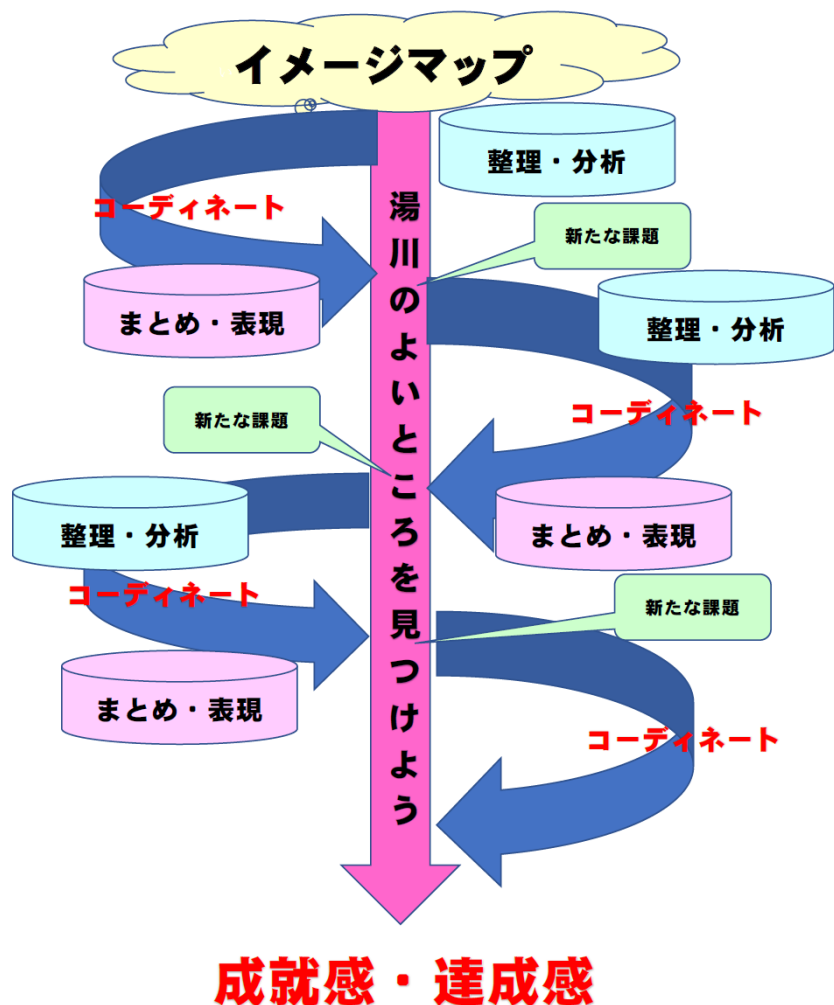 イメージマップ
整理・分析
コーディネート
湯川のよいところを見つけよう
新たな課題
まとめ・表現
整理・分析
新たな課題
コーディネート
整理・分析
まとめ・表現
コーディネート
新たな課題
まとめ・表現
コーディネート
成就感・達成感